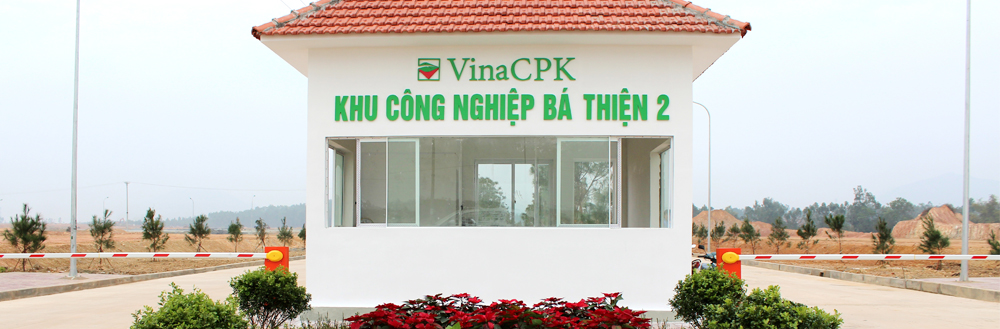 VinaCPK
KHU CÔNG NGHIỆP BÁ THIỆN 2